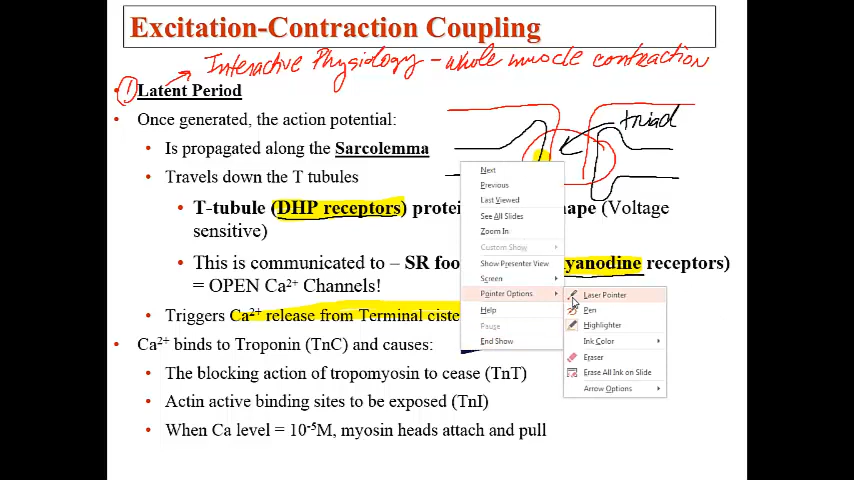 Excitation-Contraction Coupling
Interactive Physiology - whole muscle contraction
① Latent Period
• Once generated, the action potential:
triad
• Is propagated along the Sarcolemma
• Travels down the T tubules
• T-tubule (DHP receptors) protei hape (Voltage
sensitive)
• This is communicated to – SR foo yanodine receptors)
= OPEN Ca²⁺ Channels!
• Triggers Ca²⁺ release from Terminal ciste
• Ca²⁺ binds to Troponin (TnC) and causes:
• The blocking action of tropomyosin to cease (TnT)
• Actin active binding sites to be exposed (TnI)
• When Ca level = 10⁻⁵M, myosin heads attach and pull
Next
Previous
Last Viewed
See All Slides
Zoom In
Custom Show
Show Presenter View
Screen
Pointer Options
Help
Pause
End Show
Laser Pointer
Pen
Highlighter
Ink Color
Eraser
Erase All Ink on Slide
Arrow Options